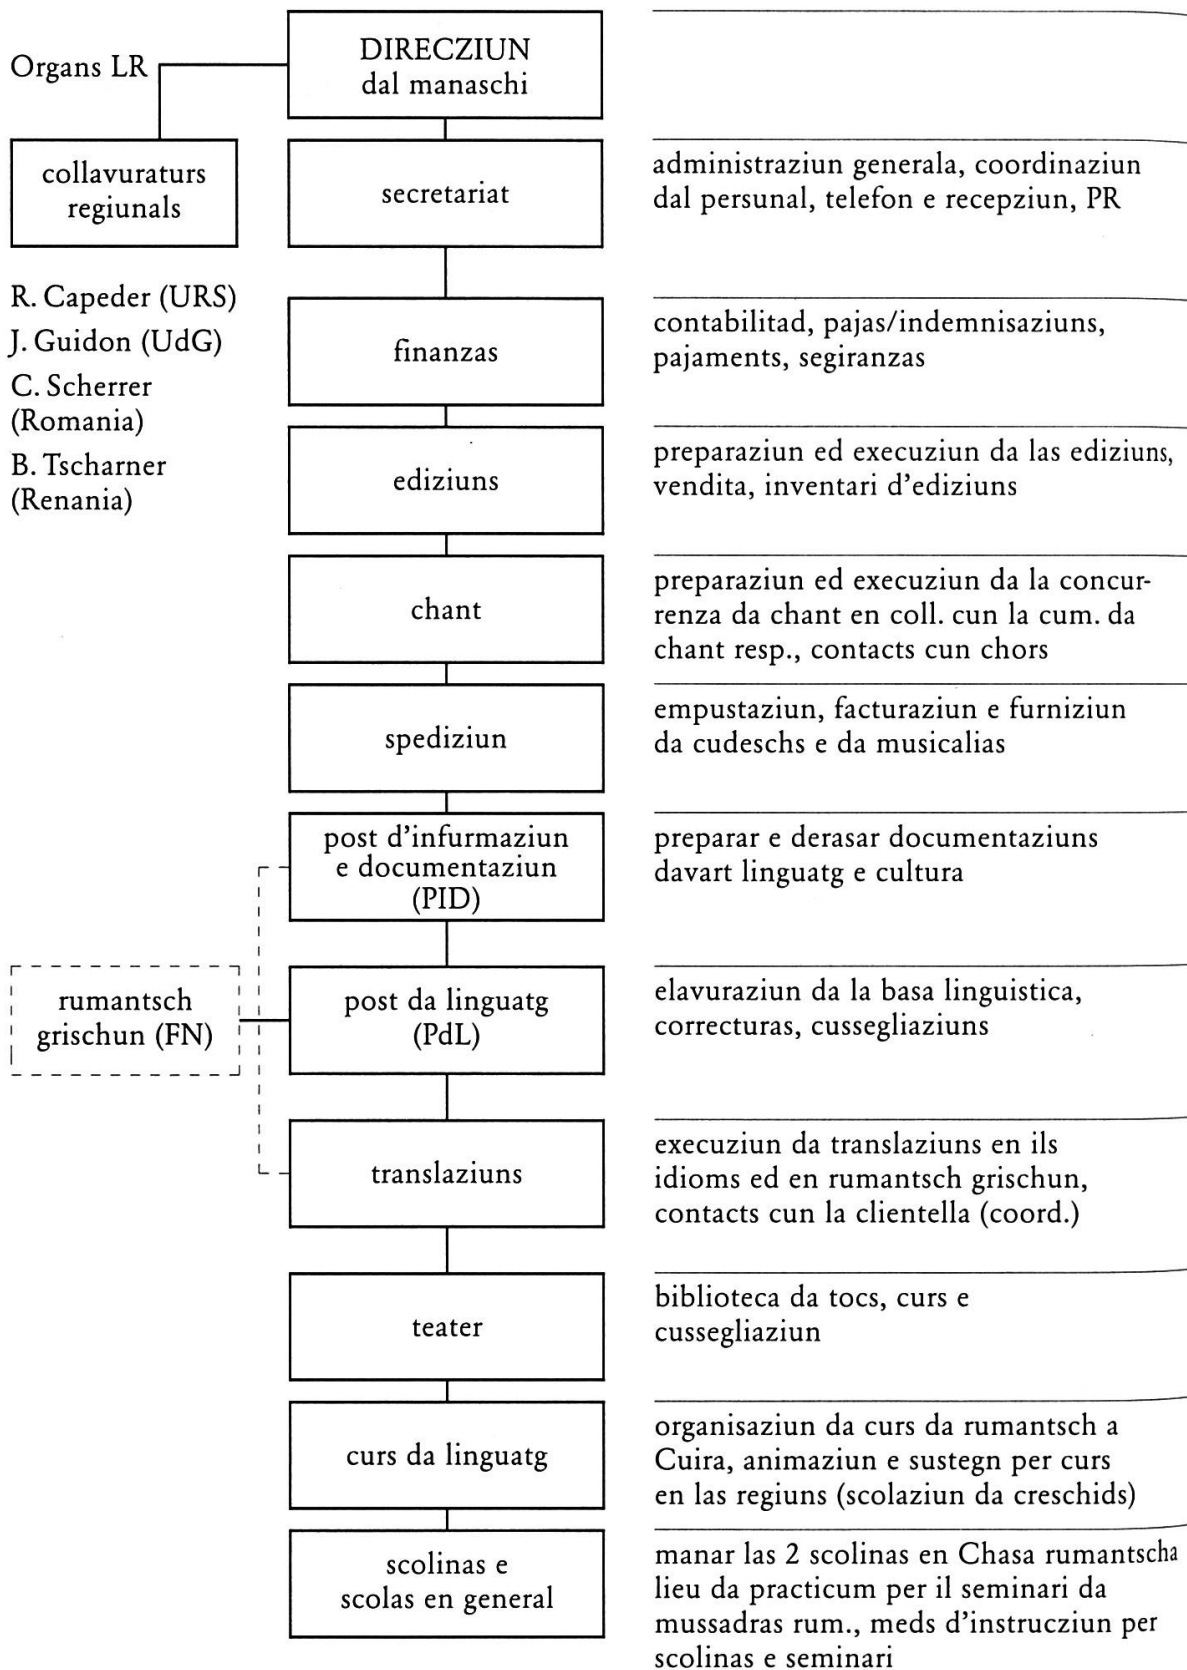 Organs LR
DIRECZIUN
dal manaschi
collavuraturs
regiunals
secretariat
administraziun generala, coordinaziun
dal persunal, telefon e recepziun, PR
R. Capeder (URS)
J. Guidon (UdG)
C. Scherrer
(Romania)
B. Tscharner
(Renania)
finanzas
contabilitad, pajas/indemnisaziuns,
pajaments, segiranzas
ediziuns
preparaziun ed execuziun da las ediziuns,
vendita, inventari d'ediziuns
chant
preparaziun ed execuziun da la concur-
renza da chant en coll. cun la cum. da
chant resp., contacts cun chors
spediziun
empustaziun, facturaziun e furniziun
da cudeschs e da musicalias
post d'infurmaziun
e documentaziun
(PID)
preparar e derasar documentaziuns
davart linguatg e cultura
rumantsch
grischun (FN)
post da linguatg
(PdL)
elavuraziun da la basa linguistica,
correcturas, cussegliaziuns
translaziuns
execuziun da translaziuns en ils
idioms ed en rumantsch grischun,
contacts cun la clientella (coord.)
teater
biblioteca da tocs, curs e
cussegliaziun
curs da linguatg
organisaziun da curs da rumantsch a
Cuira, animaziun e sustegn per curs
en las regiuns (scolaziun da creschids)
scolinas e
scolas en general
manar las 2 scolinas en Chasa rumantscha
lieu da practicum per il seminari da
mussadras rum., meds d'instrucziun per
scolinas e seminari